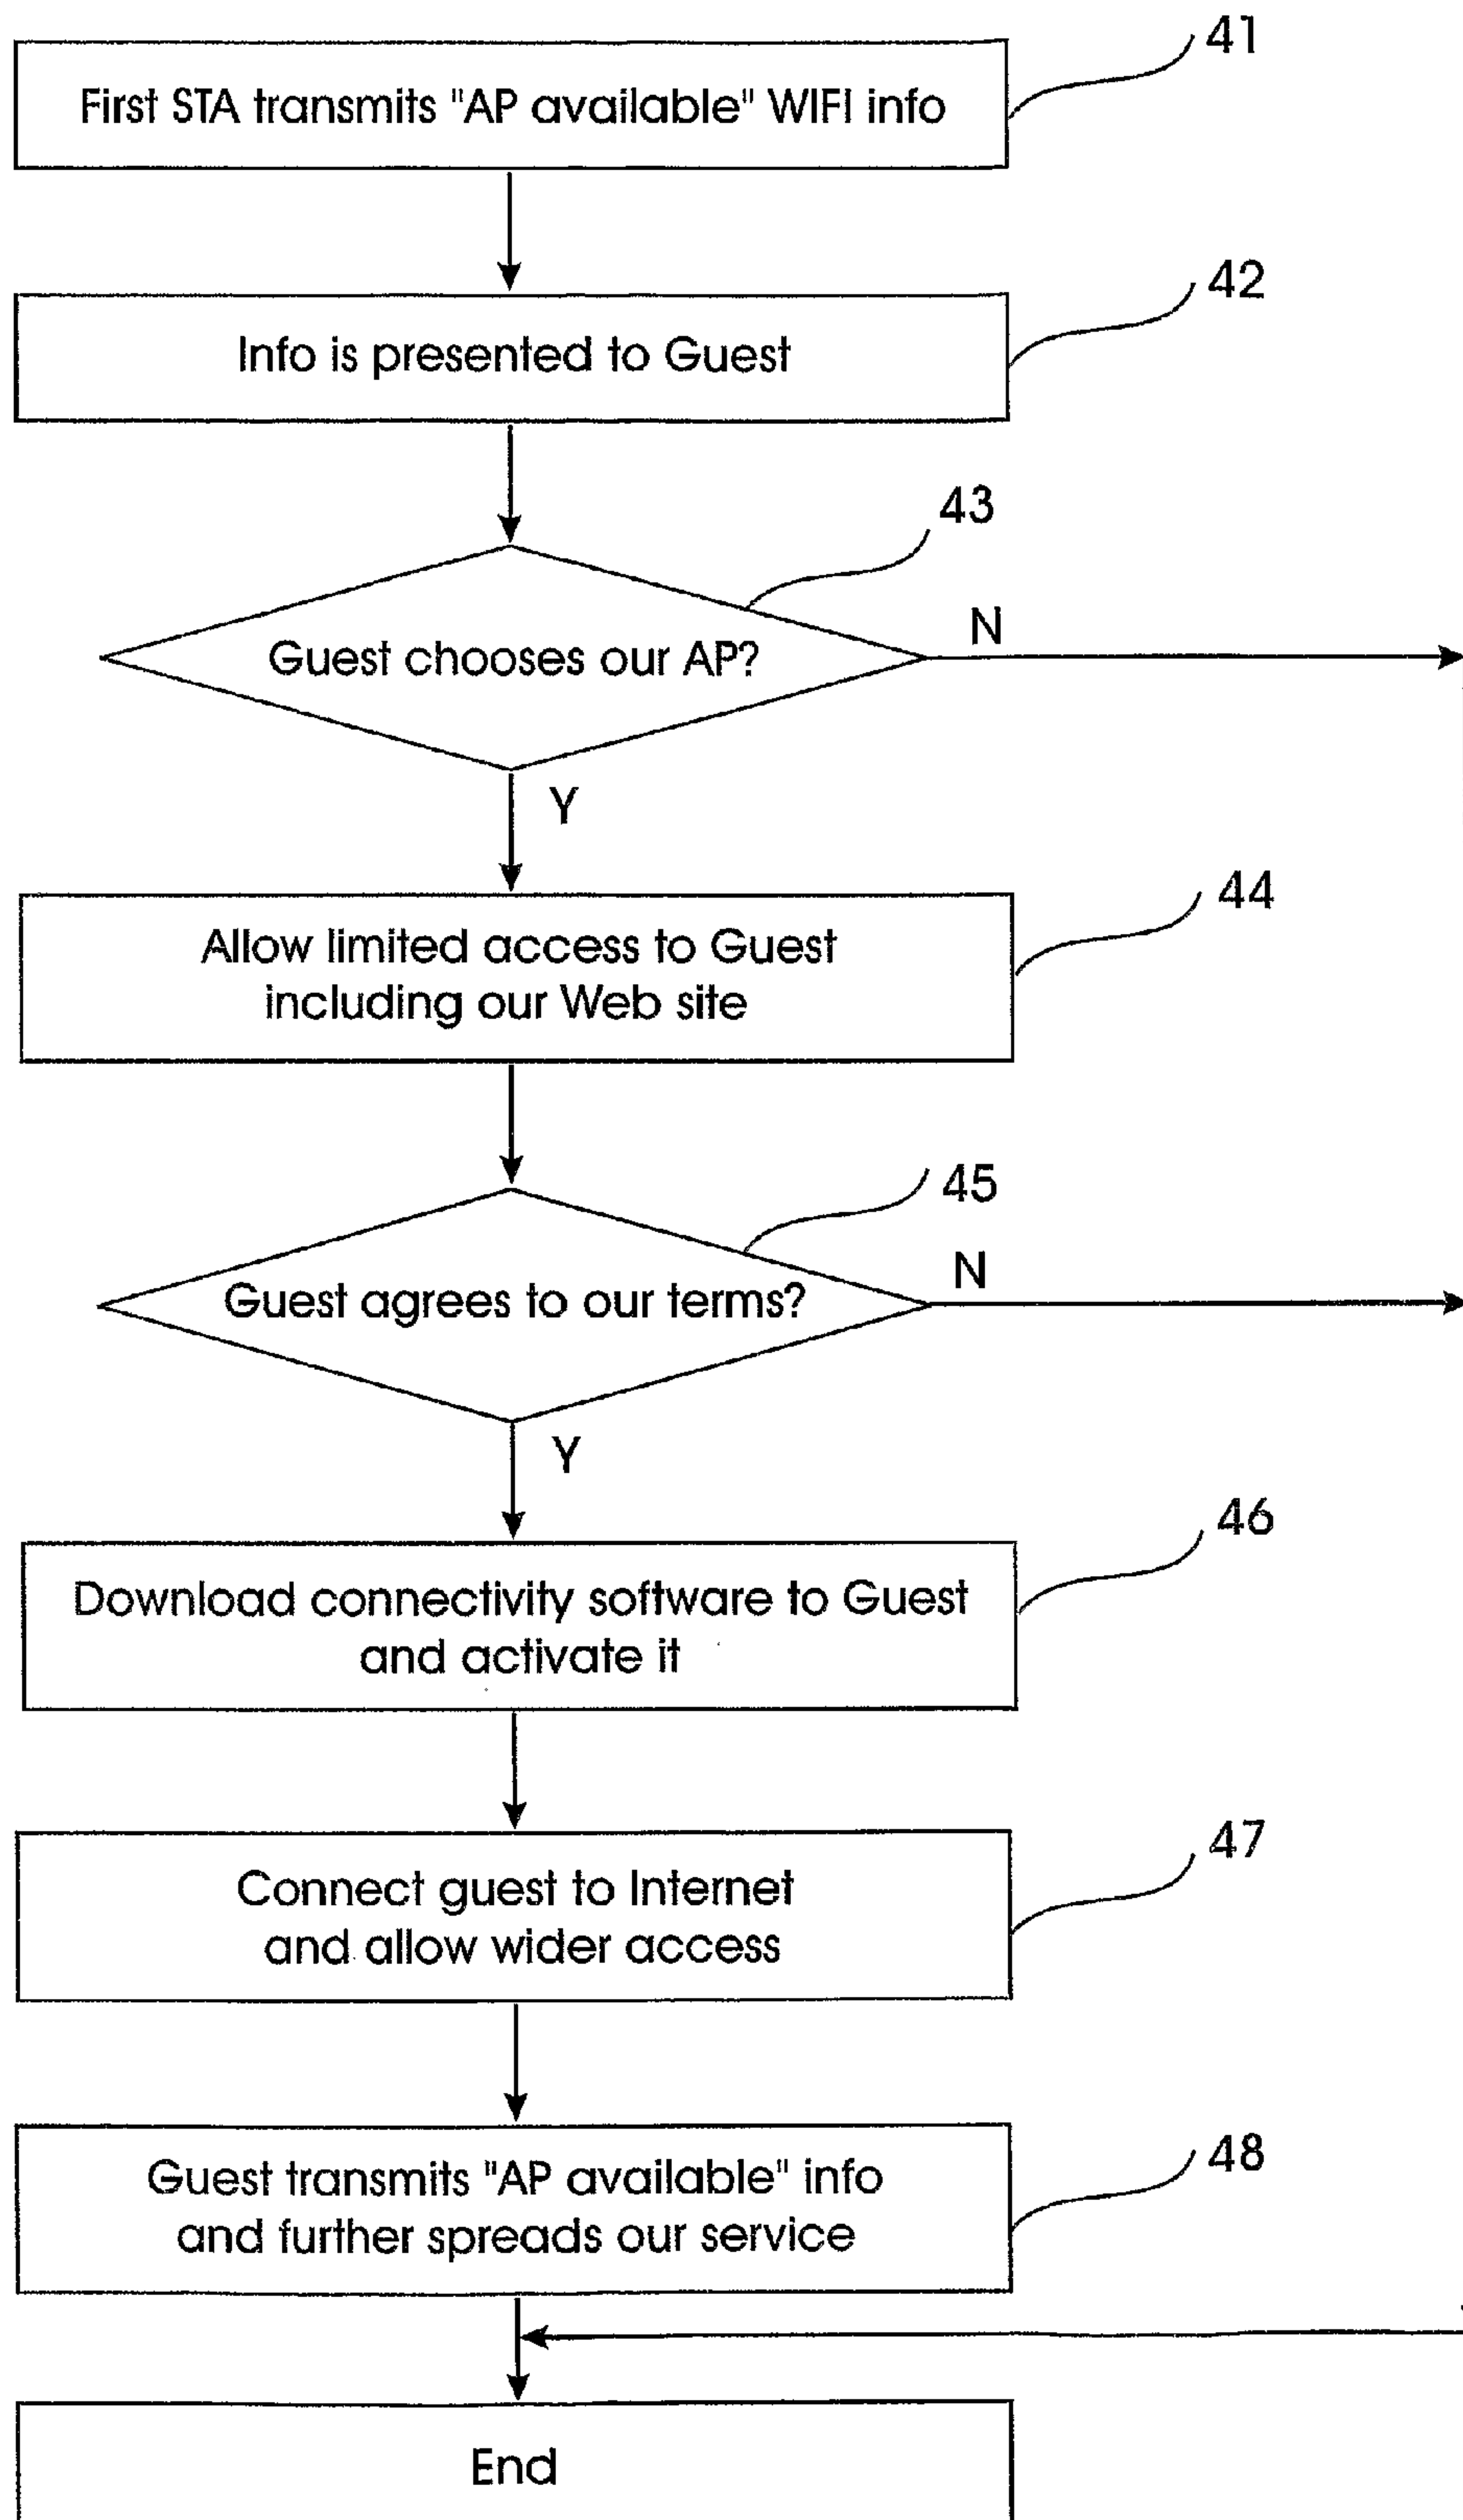 41
First STA transmits "AP available" WIFI info
42
Info is presented to Guest
43
Guest chooses our AP?
N
Y
44
Allow limited access to Guest
including our Web site
45
Guest agrees to our terms?
N
Y
46
Download connectivity software to Guest
and activate it
47
Connect guest to Internet
and allow wider access
48
Guest transmits "AP available" info
and further spreads our service
End